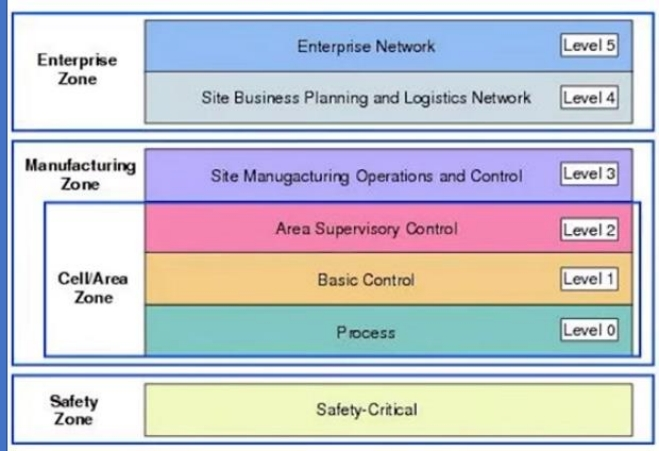 Enterprise
Zone
Enterprise Network
Level 5
Site Business Planning and Logistics Network
Level 4
Manufacturing
Zone
Site Manugacturing Operations and Control
Level 3
Cell/Area
Zone
Area Supervisory Control
Level 2
Basic Control
Level 1
Process
Level 0
Safety
Zone
Safety-Critical